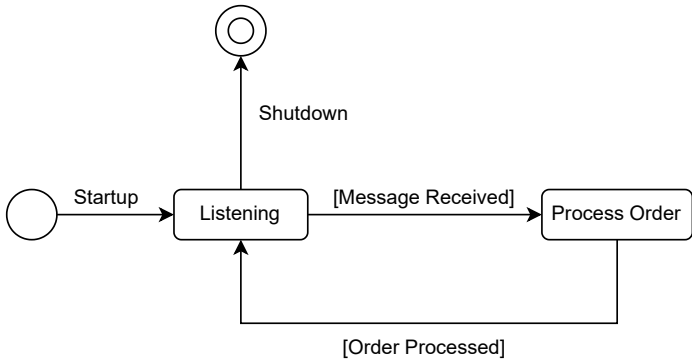 Shutdown
Startup
Listening
[Message Received]
Process Order
[Order Processed]